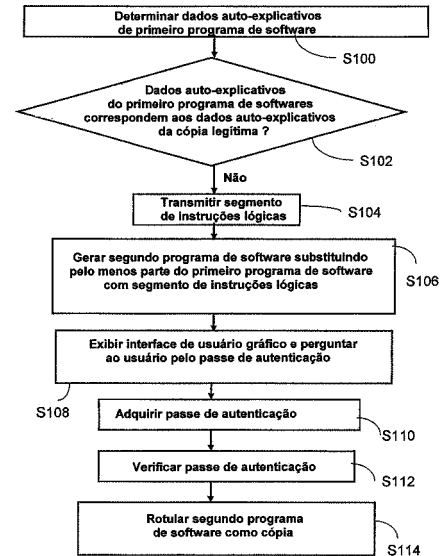 Determinar dados auto-explicativos
de primeiro programa de software
S100
Dados auto-explicativos
do primeiro programa de softwares
correspondem aos dados auto-explicativos
da cópia legítima ?
S102
Não
Transmitir segmento
de instruções lógicas
S104
Gerar segundo programa de software substituindo
pelo menos parte do primeiro programa de software
com segmento de instruções lógicas
S106
Exibir interface de usuário gráfico e perguntar
ao usuário pelo passe de autenticação
S108
Adquirir passe de autenticação
S110
Verificar passe de autenticação
S112
Rotular segundo programa
de software como cópia
S114